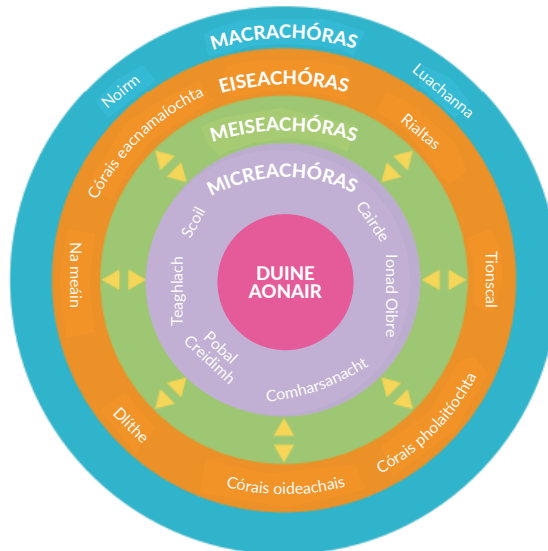 MACRACHÓRAS
Noirm
Luachanna
EISEACHÓRAS
Córais eacnamaíochta
Rialtas
Na meáin
Tionscal
Dlíthe
Córais pholaitíochta
Córais oideachais
MEISEACHÓRAS
MICREACHÓRAS
Scoil
Cairde
Teaghlach
Ionad Oibre
Pobal
Creidimh
Comharsanacht
DUINE
AONAIR